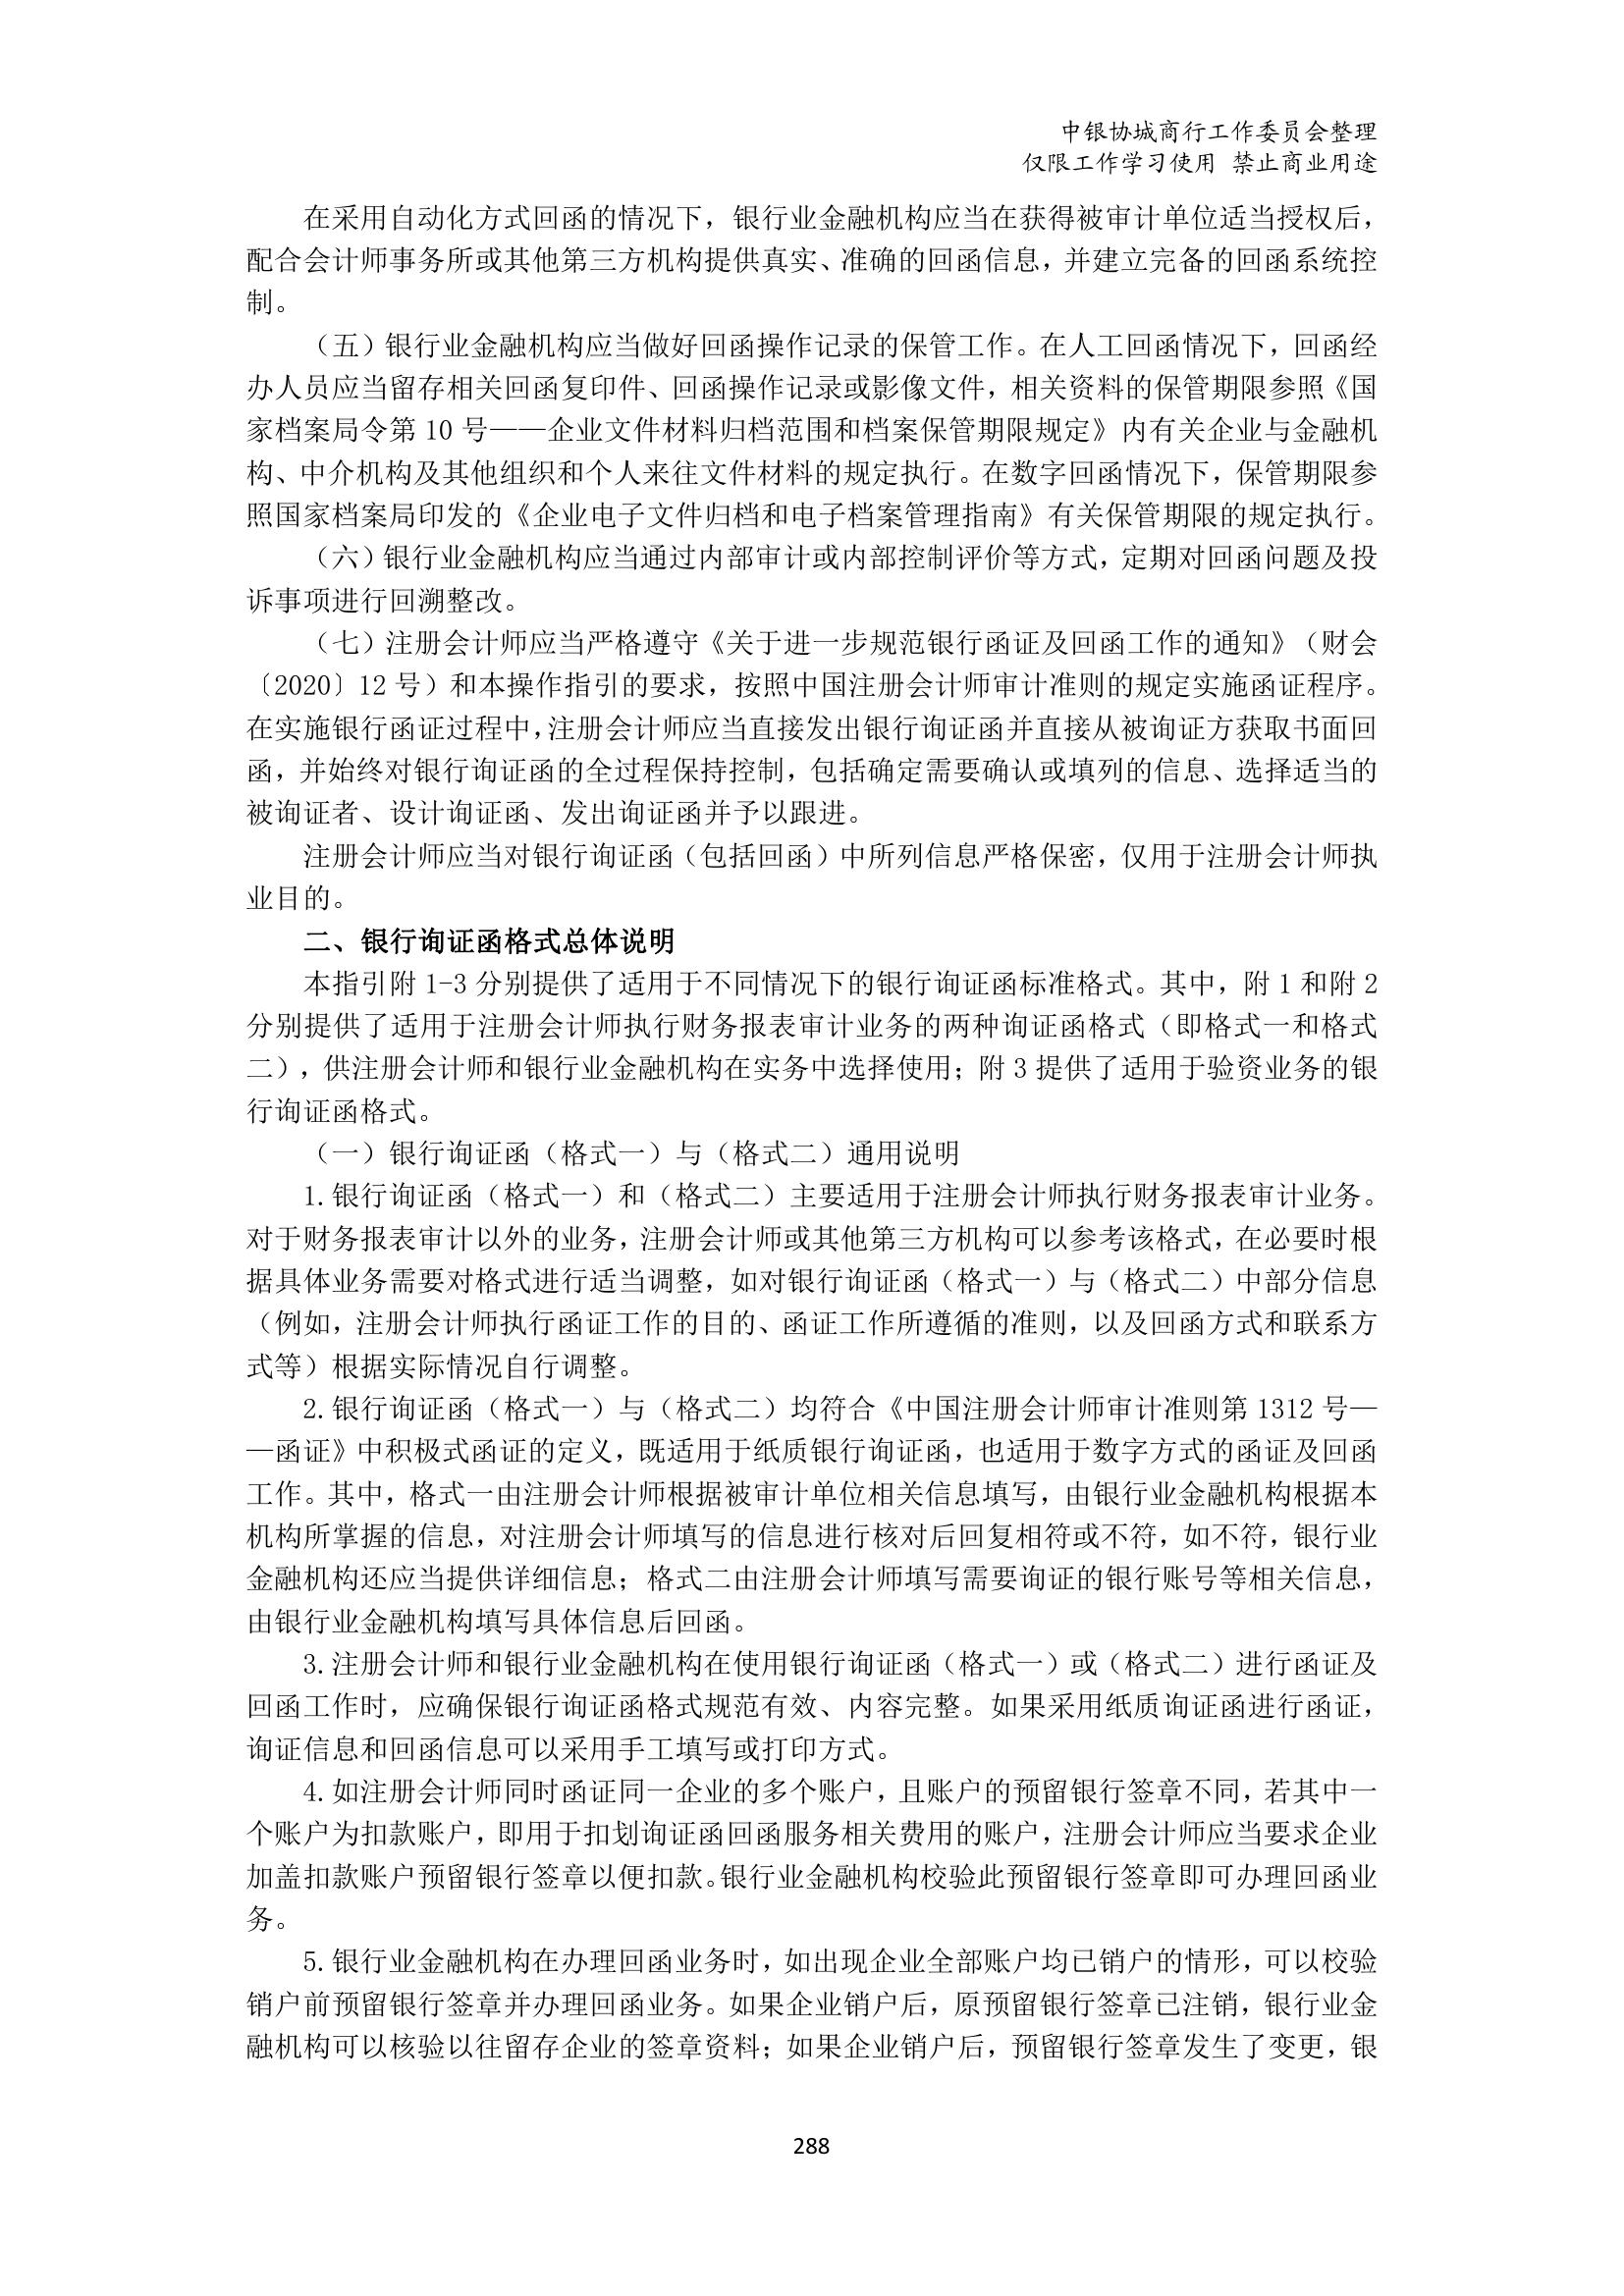 中银协城商行工作委员会整理
仅限工作学习使用 禁止商业用途
在采用自动化方式回函的情况下，银行业金融机构应当在获得被审计单位适当授权后，
配合会计师事务所或其他第三方机构提供真实、准确的回函信息，并建立完备的回函系统控
制。
（五）银行业金融机构应当做好回函操作记录的保管工作。在人工回函情况下，回函经
办人员应当留存相关回函复印件、回函操作记录或影像文件，相关资料的保管期限参照《国
家档案局令第 10 号——企业文件材料归档范围和档案保管期限规定》内有关企业与金融机
构、中介机构及其他组织和个人来往文件材料的规定执行。在数字回函情况下，保管期限参
照国家档案局印发的《企业电子文件归档和电子档案管理指南》有关保管期限的规定执行。
（六）银行业金融机构应当通过内部审计或内部控制评价等方式，定期对回函问题及投
诉事项进行回溯整改。
（七）注册会计师应当严格遵守《关于进一步规范银行函证及回函工作的通知》（财会
〔2020〕12 号）和本操作指引的要求，按照中国注册会计师审计准则的规定实施函证程序。
在实施银行函证过程中，注册会计师应当直接发出银行询证函并直接从被询证方获取书面回
函，并始终对银行询证函的全过程保持控制，包括确定需要确认或填列的信息、选择适当的
被询证者、设计询证函、发出询证函并予以跟进。
注册会计师应当对银行询证函（包括回函）中所列信息严格保密，仅用于注册会计师执
业目的。
二、银行询证函格式总体说明
本指引附 1-3 分别提供了适用于不同情况下的银行询证函标准格式。其中，附 1 和附 2
分别提供了适用于注册会计师执行财务报表审计业务的两种询证函格式（即格式一和格式
二），供注册会计师和银行业金融机构在实务中选择使用；附 3 提供了适用于验资业务的银
行询证函格式。
（一）银行询证函（格式一）与（格式二）通用说明
1.银行询证函（格式一）和（格式二）主要适用于注册会计师执行财务报表审计业务。
对于财务报表审计以外的业务，注册会计师或其他第三方机构可以参考该格式，在必要时根
据具体业务需要对格式进行适当调整，如对银行询证函（格式一）与（格式二）中部分信息
（例如，注册会计师执行函证工作的目的、函证工作所遵循的准则，以及回函方式和联系方
式等）根据实际情况自行调整。
2.银行询证函（格式一）与（格式二）均符合《中国注册会计师审计准则第 1312 号—
—函证》中积极式函证的定义，既适用于纸质银行询证函，也适用于数字方式的函证及回函
工作。其中，格式一由注册会计师根据被审计单位相关信息填写，由银行业金融机构根据本
机构所掌握的信息，对注册会计师填写的信息进行核对后回复相符或不符，如不符，银行业
金融机构还应当提供详细信息；格式二由注册会计师填写需要询证的银行账号等相关信息，
由银行业金融机构填写具体信息后回函。
3.注册会计师和银行业金融机构在使用银行询证函（格式一）或（格式二）进行函证及
回函工作时，应确保银行询证函格式规范有效、内容完整。如果采用纸质询证函进行函证，
询证信息和回函信息可以采用手工填写或打印方式。
4.如注册会计师同时函证同一企业的多个账户，且账户的预留银行签章不同，若其中一
个账户为扣款账户，即用于扣划询证函回函服务相关费用的账户，注册会计师应当要求企业
加盖扣款账户预留银行签章以便扣款。银行业金融机构校验此预留银行签章即可办理回函业
务。
5.银行业金融机构在办理回函业务时，如出现企业全部账户均已销户的情形，可以校验
销户前预留银行签章并办理回函业务。如果企业销户后，原预留银行签章已注销，银行业金
融机构可以核验以往留存企业的签章资料；如果企业销户后，预留银行签章发生了变更，银
288